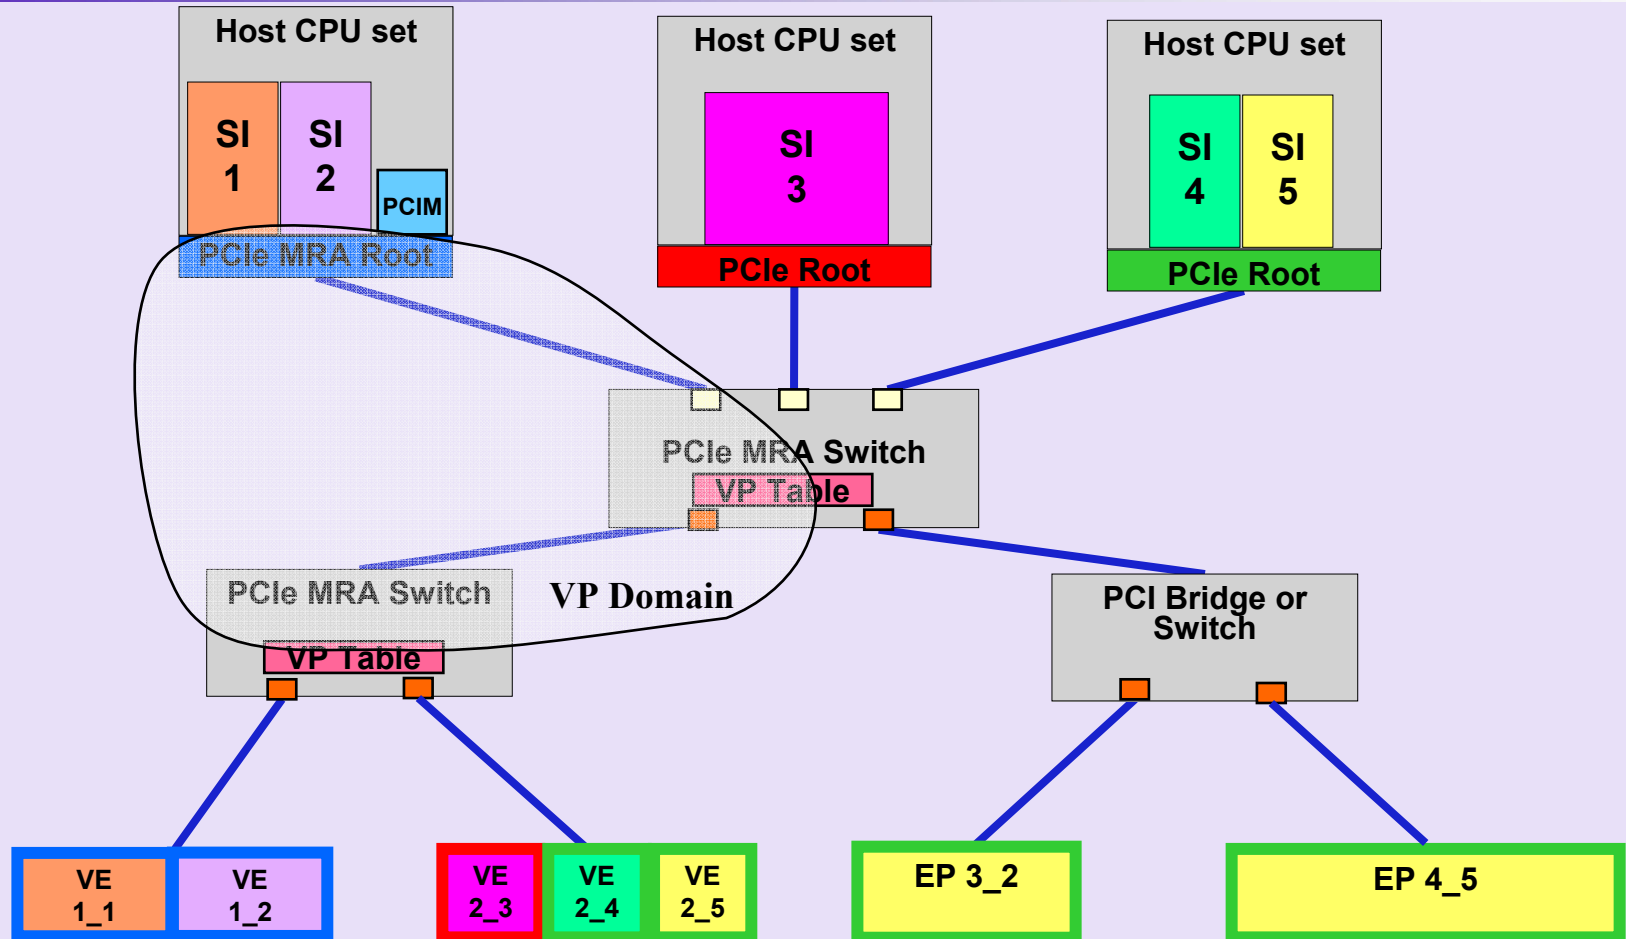 Host CPU set
Host CPU set
Host CPU set
SI
1
SI
2
PCIM
SI
3
SI
4
SI
5
PCIe MRA Root
PCIe Root
PCIe Root
PCIe MRA Switch
VP Table
PCIe MRA Switch
VP Domain
VP Table
PCI Bridge or
Switch
VE
1_1
VE
1_2
VE
2_3
VE
2_4
VE
2_5
EP 3_2
EP 4_5